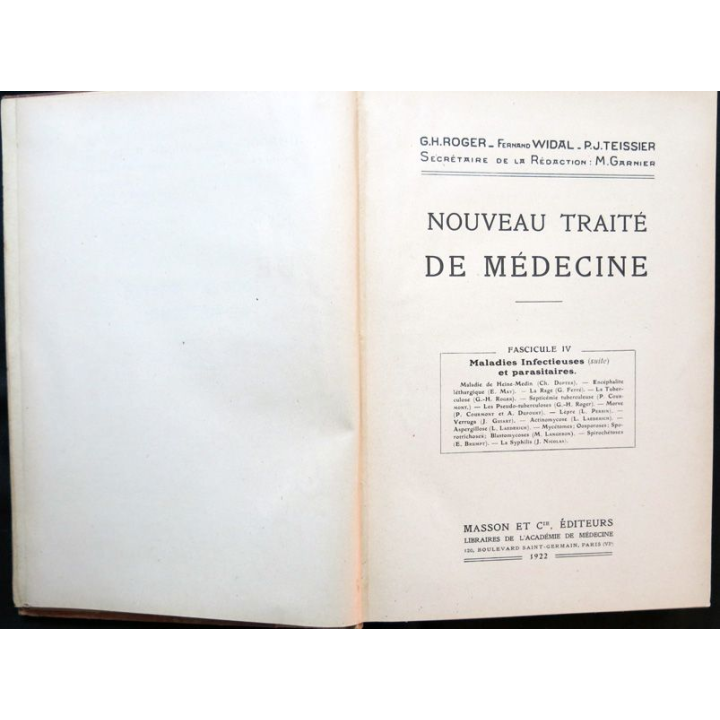 G.H.ROGER - FERNAND WIDAL - P.J.TEISSIER
SECRÉTAIRE DE LA RÉDACTION : M.GARNIER
NOUVEAU TRAITÉ
DE MÉDECINE
FASCICULE IV
Maladies Infectieuses (suite)
et parasitaires.
Maladie de Heine-Medin (CH. DOPTER). — Encéphalite
léthargique (E. MAY). — La Rage (G. FERRÉ). — La Tuber-
culose (G.-H. ROGER). — Septicémie tuberculeuse (P. COUR-
MONT.) — Les Pseudo-tuberculoses (G.-H. ROGER). — Morve
(P. COURMONT et A. DUFOURT). — Lèpre (L. PERRIN). —
Verruga (J. GUIART). — Actinomycose (L. LAEDERICH). —
Aspergillose (L. LAEDERICH). — Mycétomes; Oosporoses; Spo-
rotrichoses; Blastomycoses (M. LANGERON). — Spirochétoses
(E. BRUMPT). — La Syphilis (J. NICOLAS).
MASSON ET Cie, ÉDITEURS
LIBRAIRES DE L'ACADÉMIE DE MÉDECINE
120, BOULEVARD SAINT-GERMAIN, PARIS (VIe)
1922